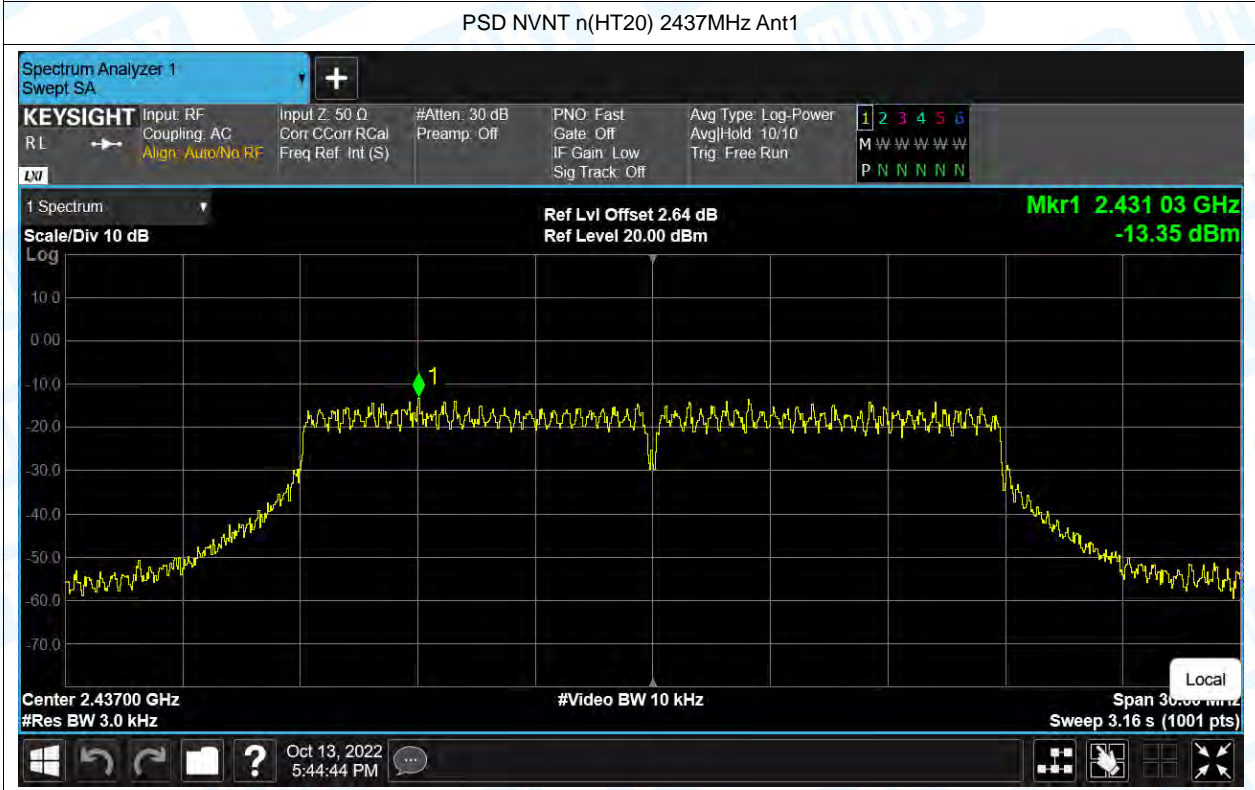 PSD NVNT n(HT20) 2437MHz Ant1
Spectrum Analyzer 1
Swept SA
KEYSIGHT
R L
LXI
Input: RF
Coupling: AC
Align: Auto/No RF
Input Z: 50 Ω
Corr CCorr RCal
Freq Ref: Int (S)
#Atten: 30 dB
Preamp: Off
PNO: Fast
Gate: Off
IF Gain: Low
Sig Track: Off
Avg Type: Log-Power
Avg|Hold: 10/10
Trig: Free Run
1 2 3 4 5 6
M W W W W W
P N N N N N
1 Spectrum
Scale/Div 10 dB
Ref Lvl Offset 2.64 dB
Ref Level 20.00 dBm
Mkr1 2.431 03 GHz
-13.35 dBm
Log
10.0
0.00
-10.0
-20.0
-30.0
-40.0
-50.0
-60.0
-70.0
1
Local
Center 2.43700 GHz
#Res BW 3.0 kHz
#Video BW 10 kHz
Span 30.00 MHz
Sweep 3.16 s (1001 pts)
Oct 13, 2022
5:44:44 PM